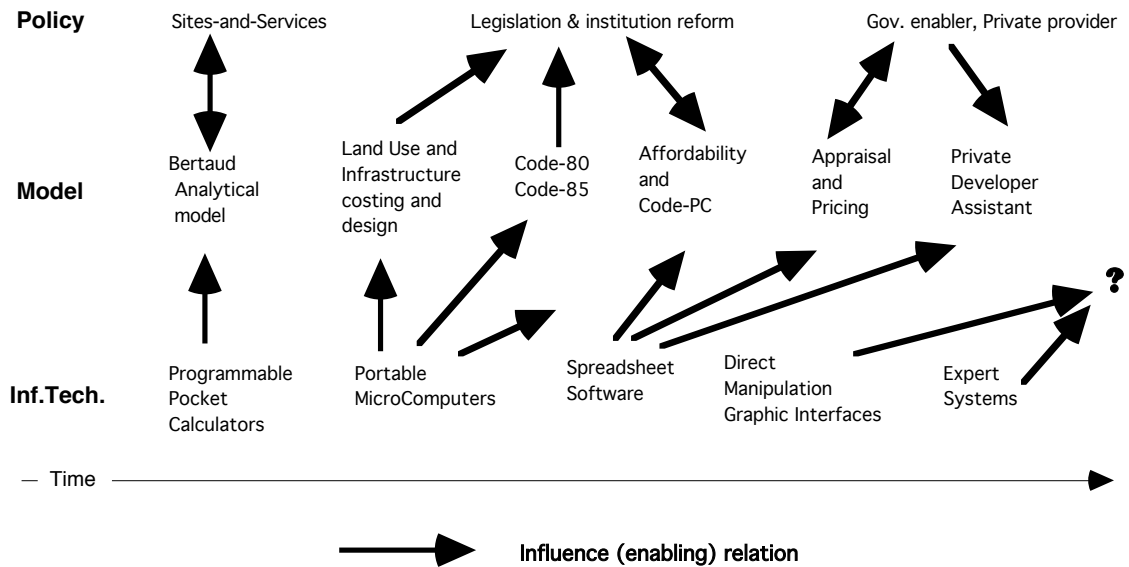 Policy
Sites-and-Services
Legislation & institution reform
Gov. enabler, Private provider
Model
Bertaud
Analytical
model
Land Use and
Infrastructure
costing and
design
Code-80
Code-85
Affordability
and
Code-PC
Appraisal
and
Pricing
Private
Developer
Assistant
?
Inf.Tech.
Programmable
Pocket
Calculators
Portable
MicroComputers
Spreadsheet
Software
Direct
Manipulation
Graphic Interfaces
Expert
Systems
Time
Influence (enabling) relation